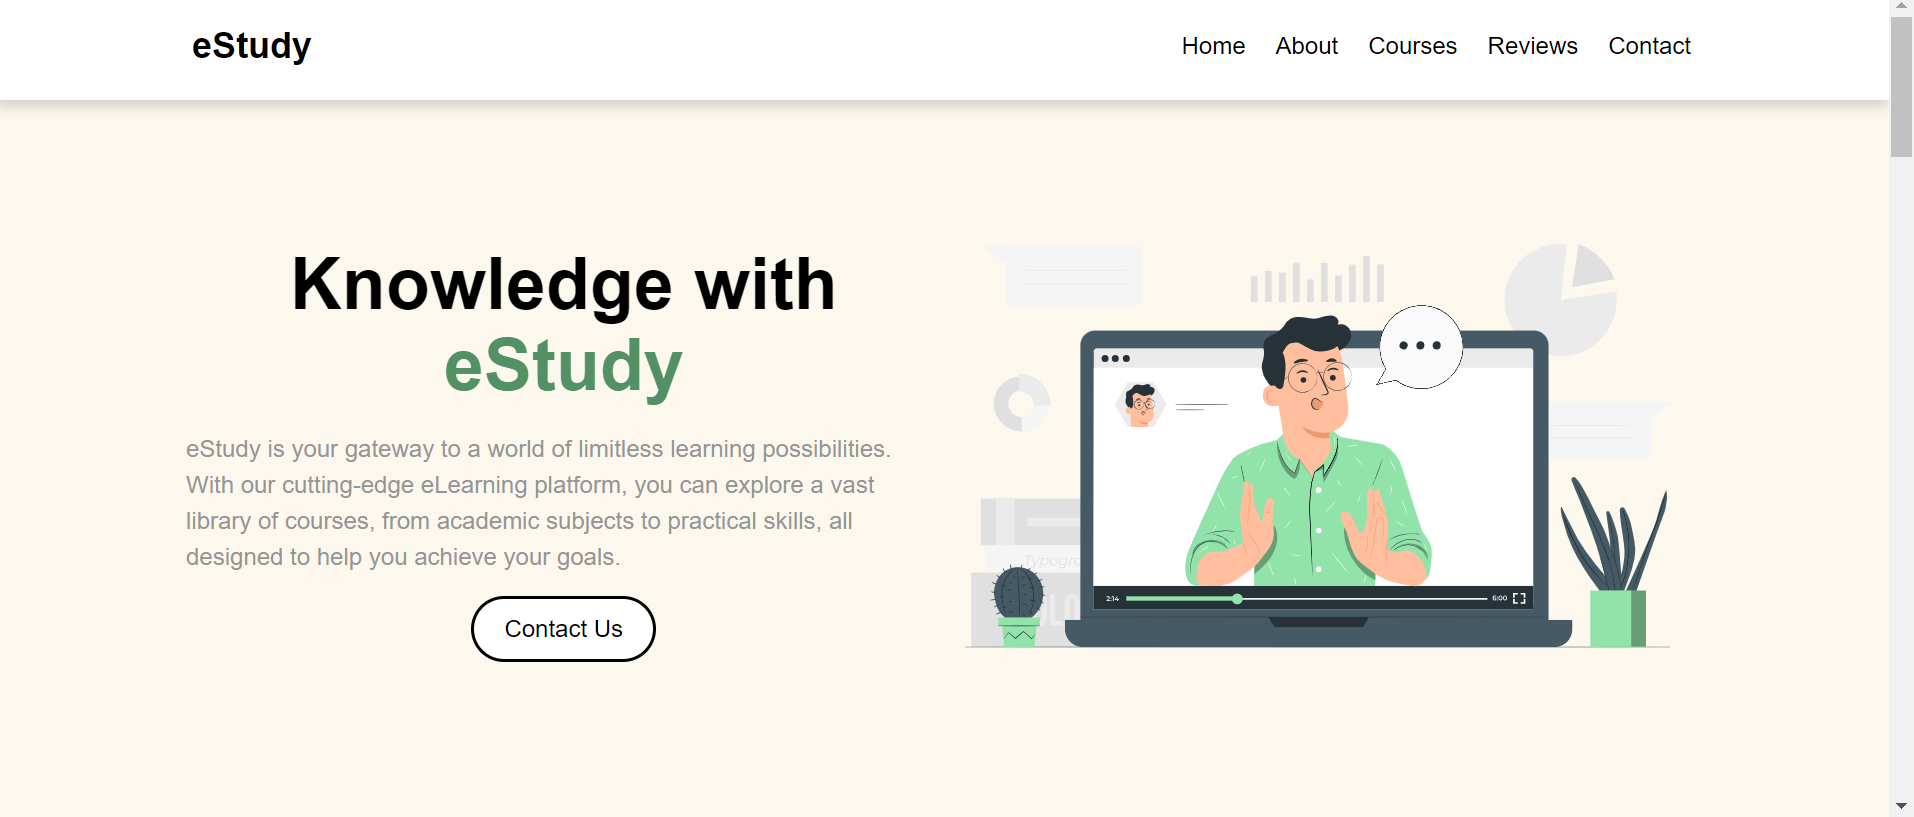 eStudy
Home About Courses Reviews Contact
Knowledge with
eStudy
eStudy is your gateway to a world of limitless learning possibilities.
With our cutting-edge eLearning platform, you can explore a vast
library of courses, from academic subjects to practical skills, all
designed to help you achieve your goals.
Contact Us
2:14
6:00